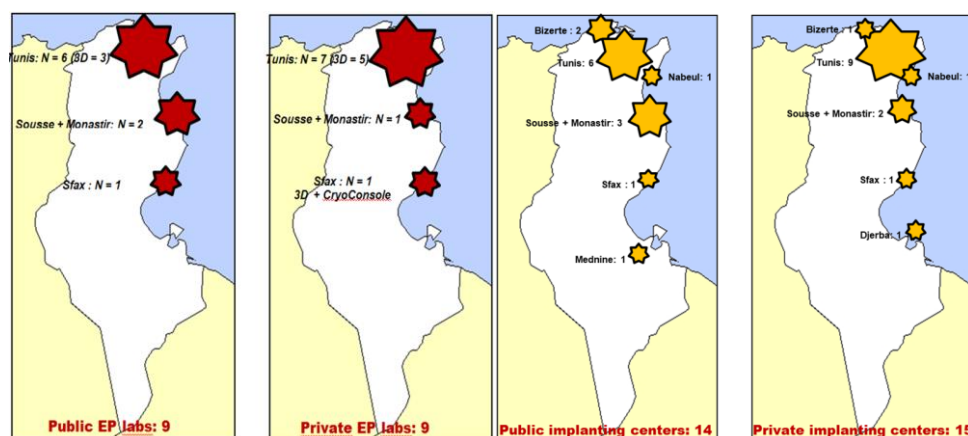 Tunis: N = 6 (3D = 3)
Sousse + Monastir: N = 2
Sfax : N = 1
Public EP labs: 9
Tunis: N = 7 (3D = 5)
Sousse + Monastir: N = 1
Sfax : N = 1
3D + CryoConsole
Private EP labs: 9
Bizerte : 2
Tunis: 6
Nabeul: 1
Sousse + Monastir: 3
Sfax : 1
Mednine: 1
Public implanting centers: 14
Bizerte: 1
Tunis: 9
Nabeul: 1
Sousse + Monastir: 2
Sfax : 1
Djerba: 1
Private implanting centers: 15